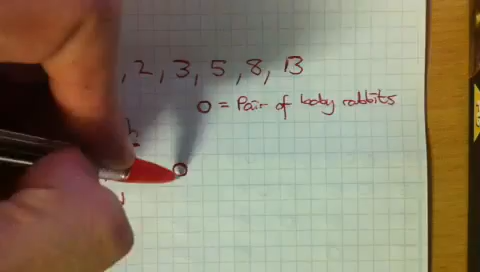 , 2, 3, 5, 8, 13
o = Pair of baby rabbits